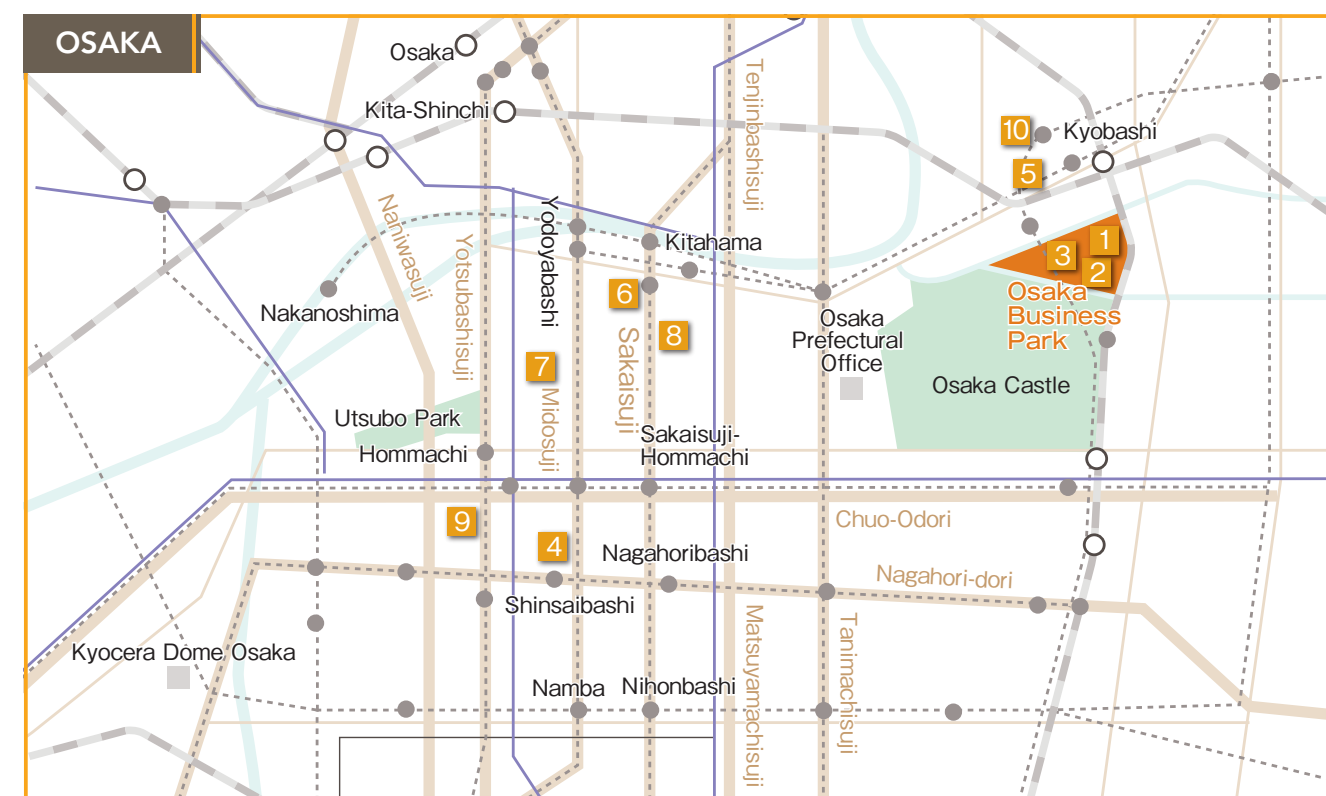 OSAKA
Osaka
Kita-Shinchi
Tenjinbashisuji
10
Kyobashi
5
Naniwasuji
Yotsubashisuji
Yodoyabashi
Kitahama
1
3
2
Osaka
Business
Park
Nakanoshima
6
8
Sakaisuji
Osaka
Prefectural
Office
Osaka Castle
7
Midosuji
Utsubo Park
Hommachi
Sakaisuji-
Hommachi
9
4
Chuo-Odori
Nagahoribashi
Nagahori-dori
Shinsaibashi
Kyocera Dome Osaka
Matsuyamachisuji
Tanimachisuji
Namba
Nihonbashi